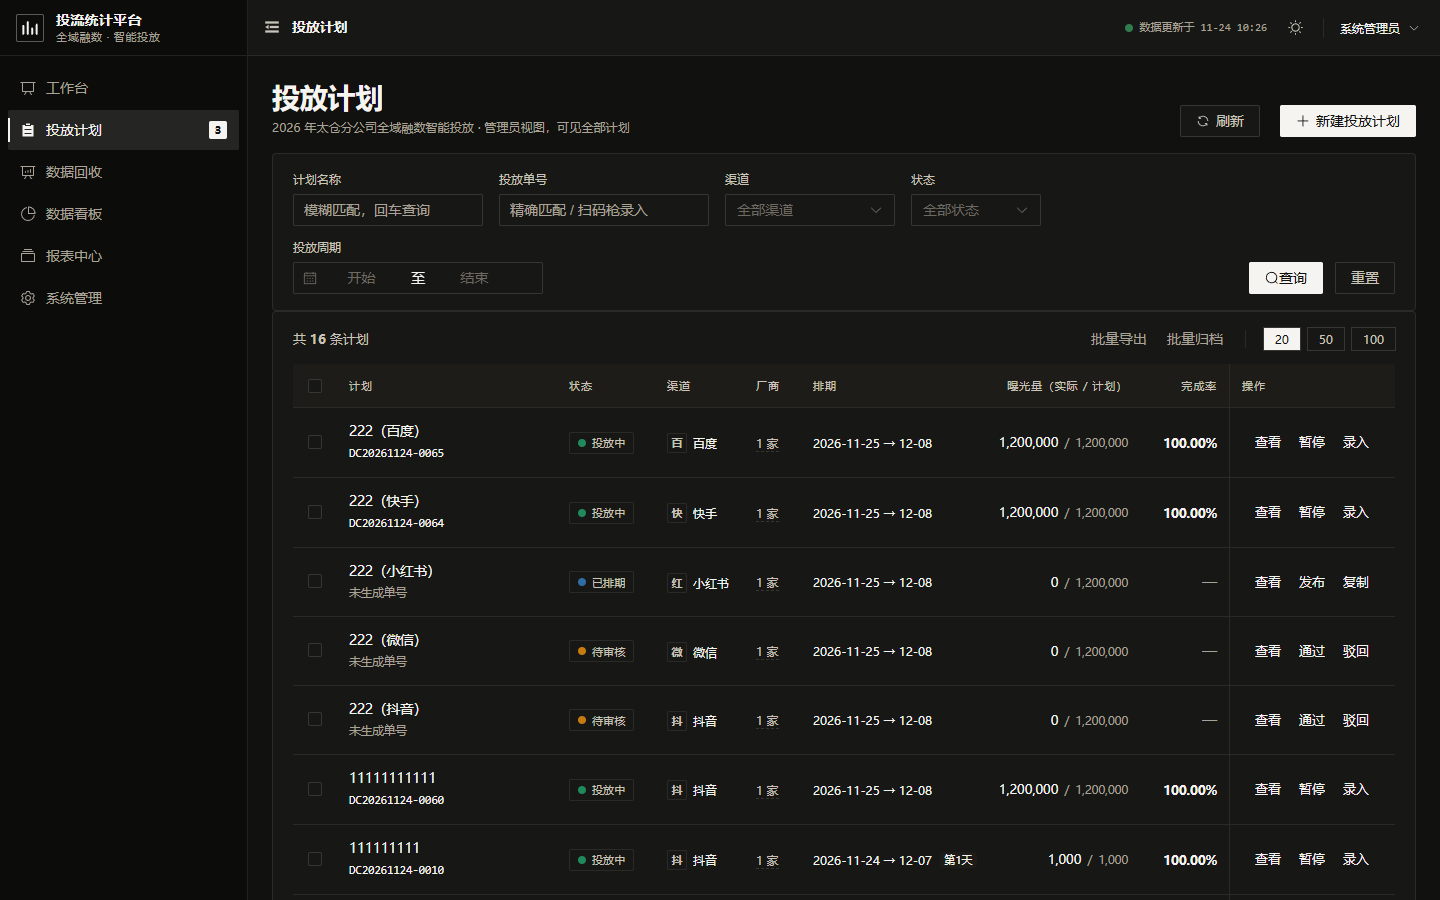 投流统计平台
全域融数 · 智能投放
工作台
投放计划 3
数据回收
数据看板
报表中心
系统管理
投放计划
数据更新于 11-24 10:26
系统管理员
投放计划
2026 年太仓分公司全域融数智能投放 · 管理员视图，可见全部计划
刷新
新建投放计划
计划名称 投放单号 渠道 状态
模糊匹配，回车查询 精确匹配 / 扫码枪录入 全部渠道 全部状态
投放周期
开始 至 结束
查询 重置
共 16 条计划
批量导出 批量归档 20 50 100
计划 状态 渠道 厂商 排期 曝光量（实际 / 计划） 完成率 操作
222（百度）
DC20261124-0065
投放中 百 百度 1 家 2026-11-25 → 12-08 1,200,000 / 1,200,000 100.00% 查看 暂停 录入
222（快手）
DC20261124-0064
投放中 快 快手 1 家 2026-11-25 → 12-08 1,200,000 / 1,200,000 100.00% 查看 暂停 录入
222（小红书）
未生成单号
已排期 红 小红书 1 家 2026-11-25 → 12-08 0 / 1,200,000 — 查看 发布 复制
222（微信）
未生成单号
待审核 微 微信 1 家 2026-11-25 → 12-08 0 / 1,200,000 — 查看 通过 驳回
222（抖音）
未生成单号
待审核 抖 抖音 1 家 2026-11-25 → 12-08 0 / 1,200,000 — 查看 通过 驳回
11111111111
DC20261124-0060
投放中 抖 抖音 1 家 2026-11-25 → 12-08 1,200,000 / 1,200,000 100.00% 查看 暂停 录入
111111111
DC20261124-0010
投放中 抖 抖音 1 家 2026-11-24 → 12-07 第1天 1,000 / 1,000 100.00% 查看 暂停 录入